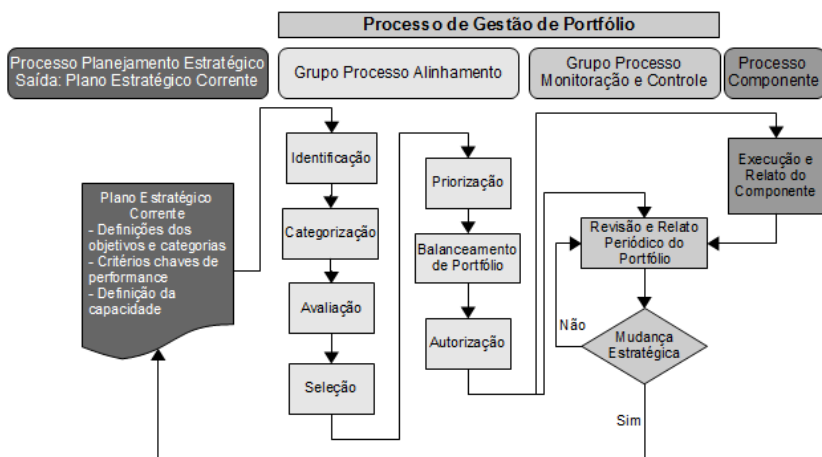 Processo de Gestão de Portfólio
Processo Planejamento Estratégico
Saída: Plano Estratégico Corrente
Grupo Processo Alinhamento
Grupo Processo
Monitoração e Controle
Processo
Componente
Identificação
Categorização
Avaliação
Seleção
Priorização
Balanceamento
de Portfólio
Autorização
Execução e
Relato do
Componente
Plano Estratégico
Corrente
- Definições dos
objetivos e categorias
- Critérios chaves de
performance
- Definição da
capacidade
Revisão e Relato
Periódico do
Portfólio
Não
Mudança
Estratégica
Sim